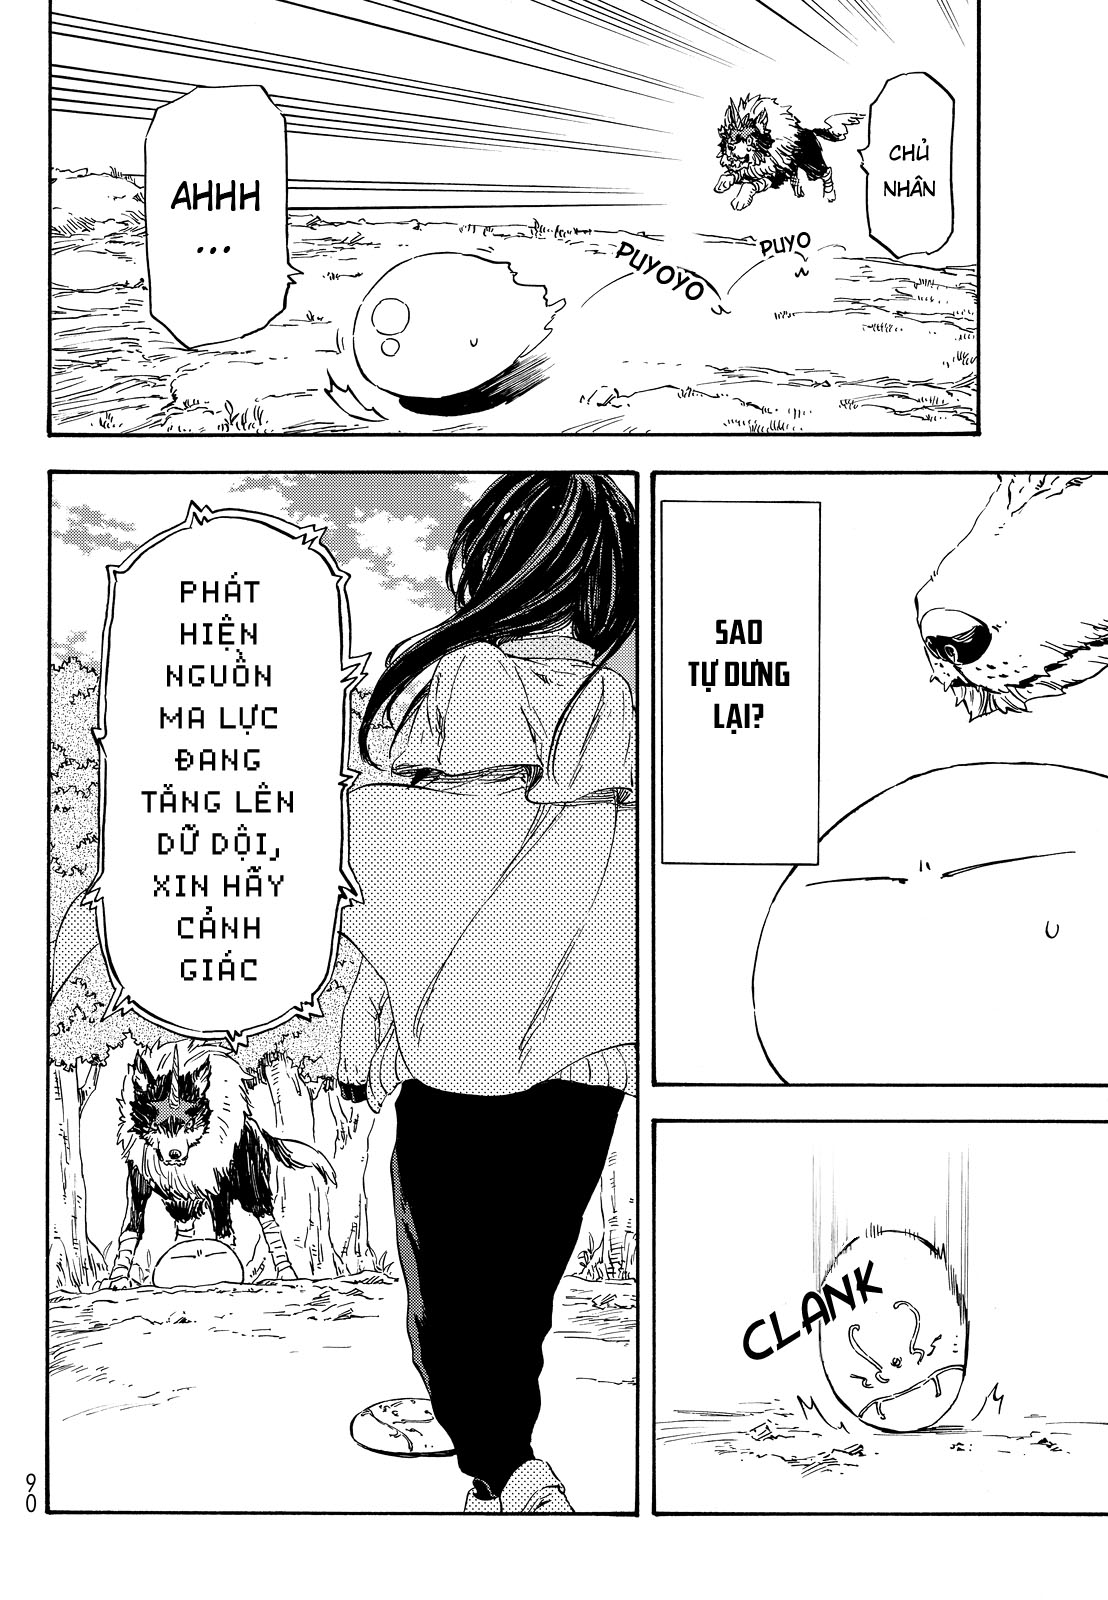 CHỦ
NHÂN
PUYO
PUYOYO
AHHH
...
SAO
TỰ DƯNG
LẠI?
CLANK
PHÁT
HIỆN
NGUỒN
MA LỰC
ĐANG
TĂNG LÊN
DỮ DỘI,
XIN HÃY
CẢNH
GIÁC
90